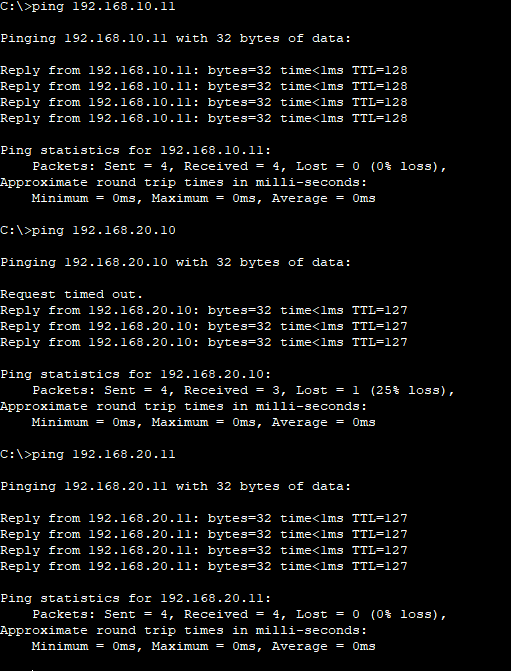 C:\>ping 192.168.10.11
Pinging 192.168.10.11 with 32 bytes of data:
Reply from 192.168.10.11: bytes=32 time<1ms TTL=128
Reply from 192.168.10.11: bytes=32 time<1ms TTL=128
Reply from 192.168.10.11: bytes=32 time<1ms TTL=128
Reply from 192.168.10.11: bytes=32 time<1ms TTL=128
Ping statistics for 192.168.10.11:
    Packets: Sent = 4, Received = 4, Lost = 0 (0% loss),
Approximate round trip times in milli-seconds:
    Minimum = 0ms, Maximum = 0ms, Average = 0ms
C:\>ping 192.168.20.10
Pinging 192.168.20.10 with 32 bytes of data:
Request timed out.
Reply from 192.168.20.10: bytes=32 time<1ms TTL=127
Reply from 192.168.20.10: bytes=32 time<1ms TTL=127
Reply from 192.168.20.10: bytes=32 time<1ms TTL=127
Ping statistics for 192.168.20.10:
    Packets: Sent = 4, Received = 3, Lost = 1 (25% loss),
Approximate round trip times in milli-seconds:
    Minimum = 0ms, Maximum = 0ms, Average = 0ms
C:\>ping 192.168.20.11
Pinging 192.168.20.11 with 32 bytes of data:
Reply from 192.168.20.11: bytes=32 time<1ms TTL=127
Reply from 192.168.20.11: bytes=32 time<1ms TTL=127
Reply from 192.168.20.11: bytes=32 time<1ms TTL=127
Reply from 192.168.20.11: bytes=32 time<1ms TTL=127
Ping statistics for 192.168.20.11:
    Packets: Sent = 4, Received = 4, Lost = 0 (0% loss),
Approximate round trip times in milli-seconds:
    Minimum = 0ms, Maximum = 0ms, Average = 0ms